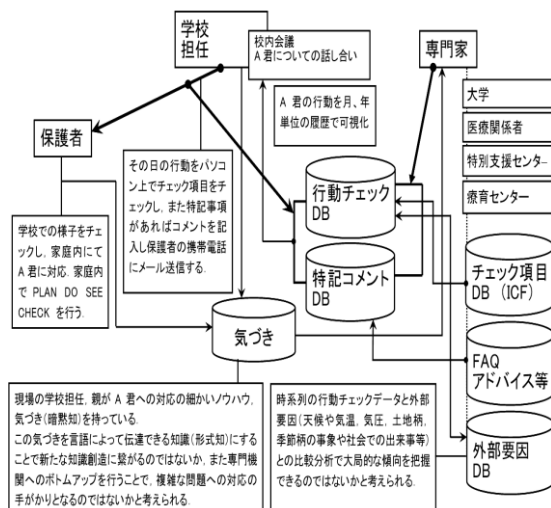 学校
担任
校内会議
A 君についての話し合い
専門家
大学
医療関係者
特別支援センター
療育センター
A 君の行動を月、年
単位の履歴で可視化
保護者
その日の行動をパソコ
ン上でチェック項目をチ
ェックし、また特記事項
があればコメントを記
入し保護者の携帯電話
にメール送信する.
行動チェック
DB
特記コメント
DB
学校での様子をチェ
ックし、家庭内にて
A 君に対応. 家庭内
で PLAN DO SEE
CHECK を行う.
チェック項目
DB (ICF)
気づき
FAQ
アドバイス等
外部要因
DB
現場の学校担任, 親が A 君への対応の細かいノウハウ,
気づき(暗黙知)を持っている.
この気づきを言語によって伝達できる知識(形式知)にする
ことで新たな知識創造に繋がるのではないか, また専門機
関へのボトムアップを行うことで, 複雑な問題への対応の
手がかりとなるのではないかと考えられる.
時系列の行動チェックデータと外部
要因(天候や気温, 気圧, 土地柄,
季節柄の事象や社会での出来事等)
との比較分析で大局的な傾向を把握
できるのではないかと考えられる.